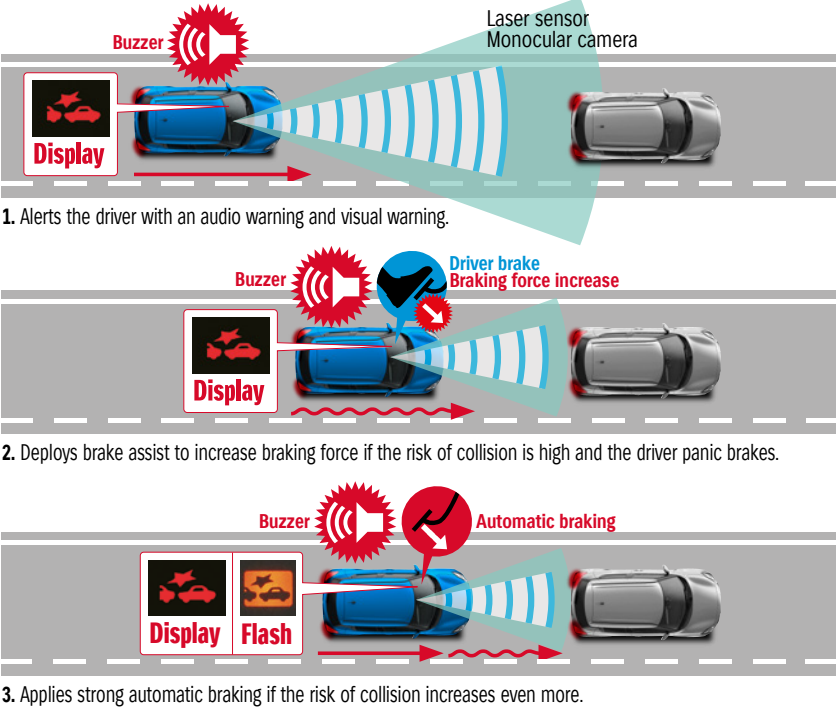 Laser sensor
Monocular camera
Buzzer
Display
1. Alerts the driver with an audio warning and visual warning.
Driver brake
Buzzer
Braking force increase
Display
2. Deploys brake assist to increase braking force if the risk of collision is high and the driver panic brakes.
Buzzer
Automatic braking
Display
Flash
3. Applies strong automatic braking if the risk of collision increases even more.